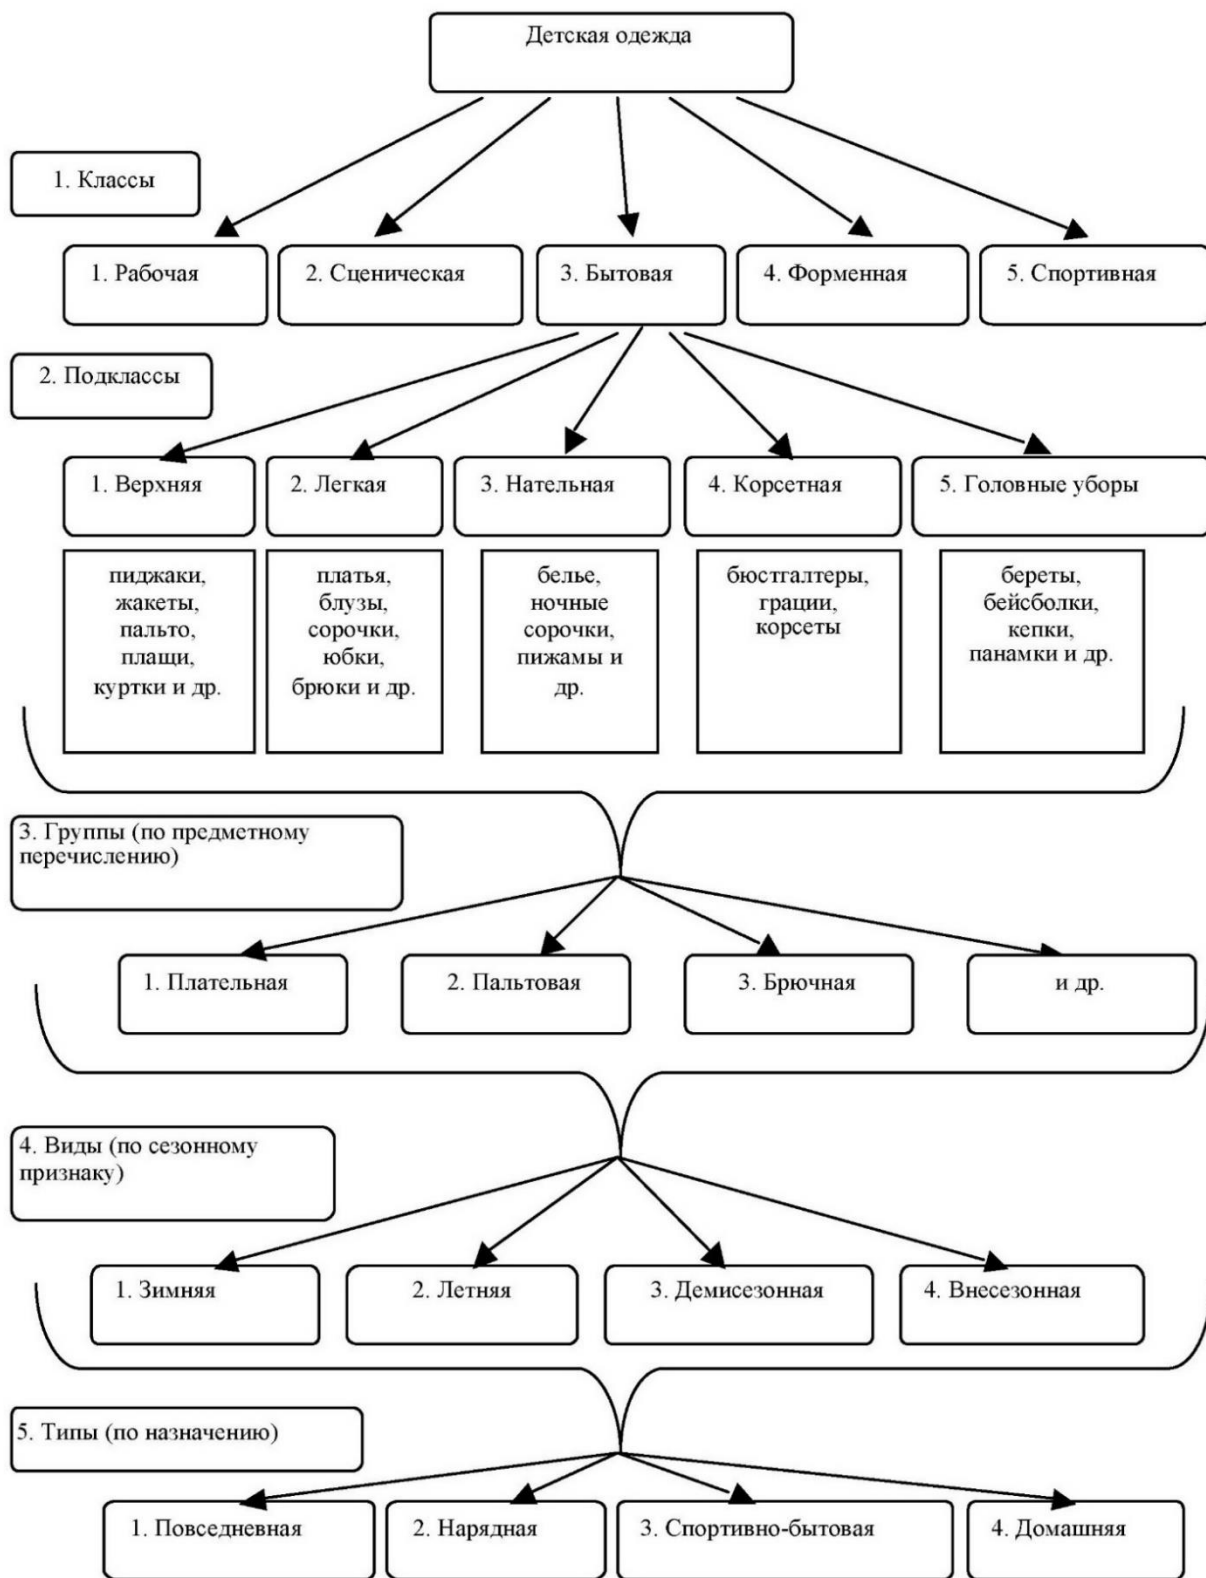 Детская одежда
1. Классы
1. Рабочая
2. Сценическая
3. Бытовая
4. Форменная
5. Спортивная
2. Подклассы
1. Верхняя
2. Легкая
3. Нательная
4. Корсетная
5. Головные уборы
пиджаки,
жакеты,
пальто,
плащи,
куртки и др.
платья,
блузы,
сорочки,
юбки,
брюки и др.
белье,
ночные
сорочки,
пижамы и
др.
бюстгалтеры,
грации,
корсеты
береты,
бейсболки,
кепки,
панамки и др.
3. Группы (по предметному
перечислению)
1. Плательная
2. Пальтовая
3. Брючная
и др.
4. Виды (по сезонному
признаку)
1. Зимняя
2. Летняя
3. Демисезонная
4. Внесезонная
5. Типы (по назначению)
1. Повседневная
2. Нарядная
3. Спортивно-бытовая
4. Домашняя